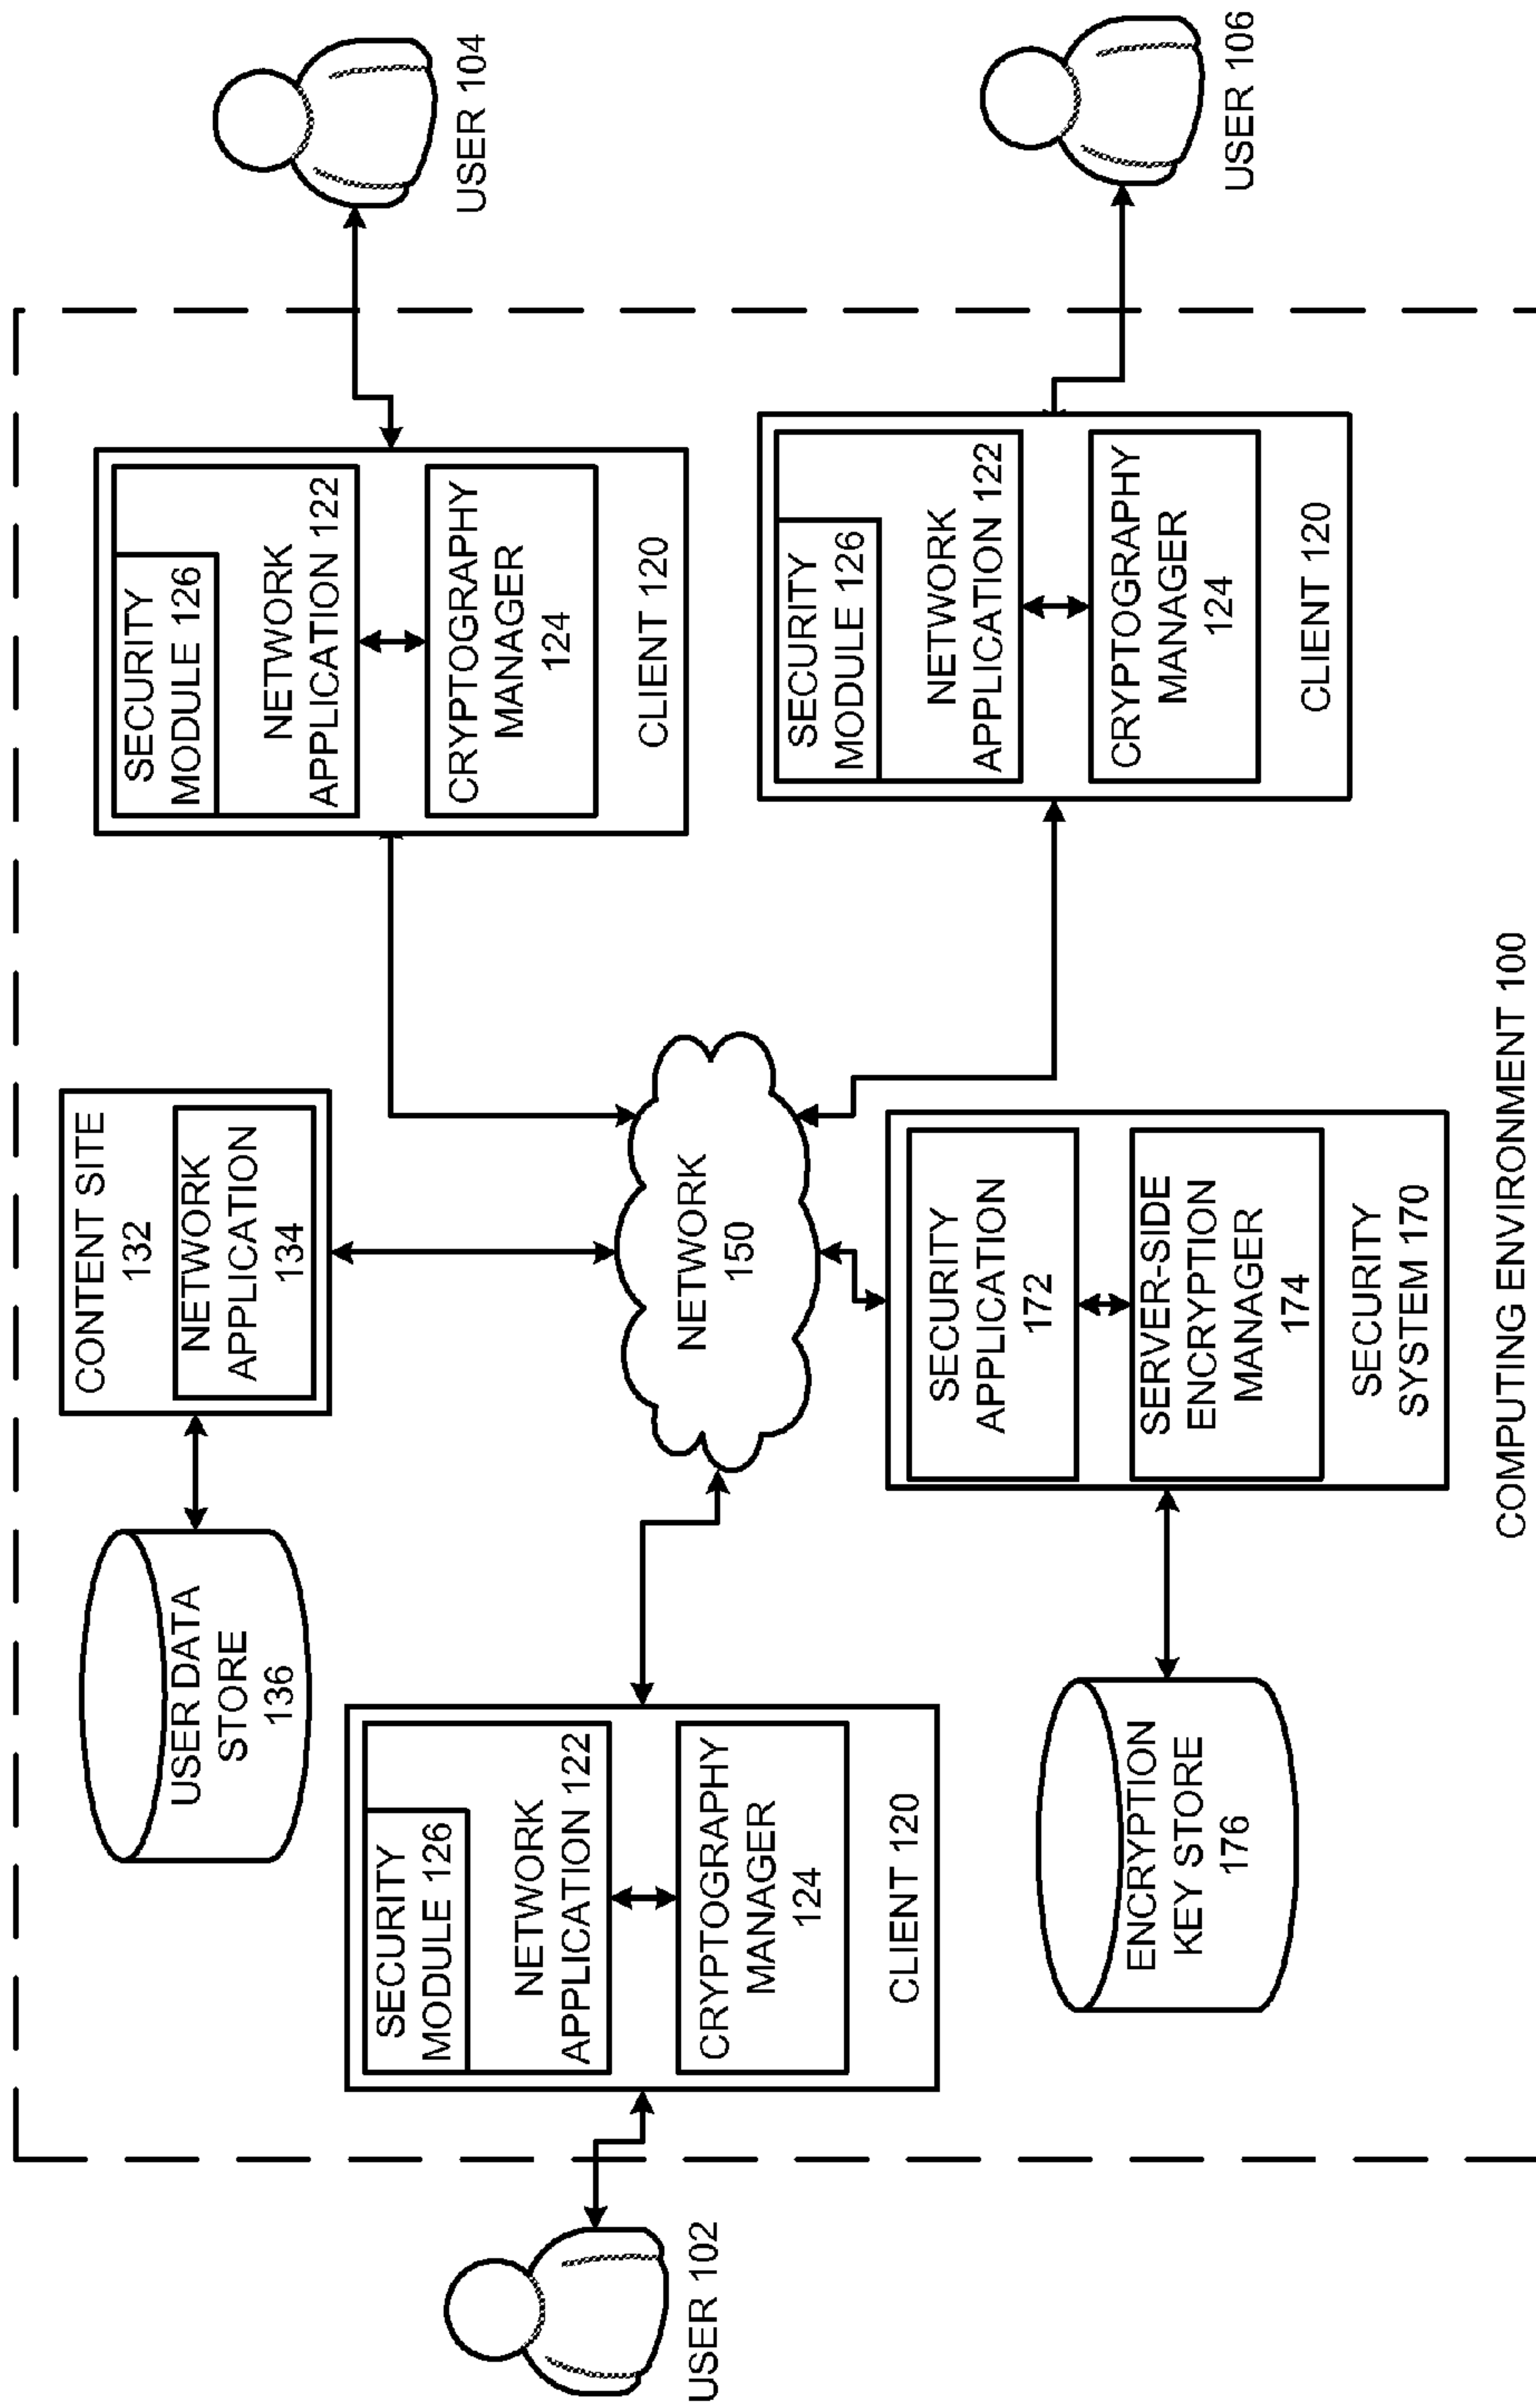 CONTENT SITE
132
NETWORK
APPLICATION
134
USER DATA
STORE
136
SECURITY
MODULE 126
NETWORK
APPLICATION 122
CRYPTOGRAPHY
MANAGER
124
CLIENT 120
USER 104
USER 102
SECURITY
MODULE 126
NETWORK
APPLICATION 122
CRYPTOGRAPHY
MANAGER
124
CLIENT 120
NETWORK
150
SECURITY
MODULE 126
NETWORK
APPLICATION 122
CRYPTOGRAPHY
MANAGER
124
CLIENT 120
USER 106
ENCRYPTION
KEY STORE
176
SECURITY
APPLICATION
172
SERVER-SIDE
ENCRYPTION
MANAGER
174
SECURITY
SYSTEM 170
COMPUTING ENVIRONMENT 100